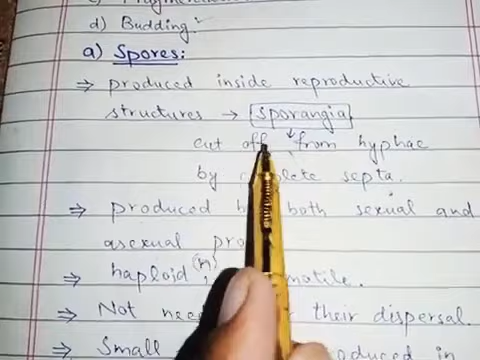 d) Budding:
a) Spores:
⇒ produced inside reproductive
structures → sporangia
cut off from hyphae
by septa.
⇒ produced both sexual and
asexual
⇒ haploid (n), motile.
⇒ Not their dispersal.
⇒ Small in